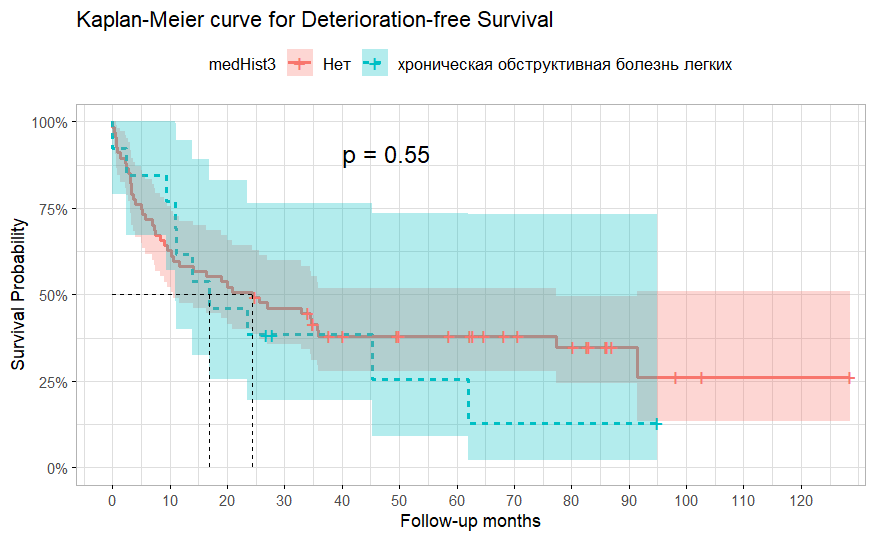 Kaplan-Meier curve for Deterioration-free Survival
medHist3 Нет хроническая обструктивная болезнь легких
100%
75%
50%
25%
0%
Survival Probability
p = 0.55
0 10 20 30 40 50 60 70 80 90 100 110 120
Follow-up months